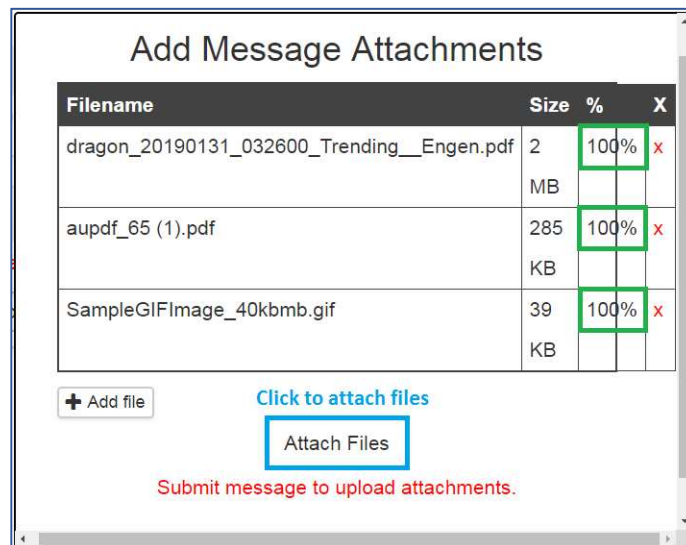 Add Message Attachments
Filename Size % X
dragon_20190131_032600_Trending__Engen.pdf 2 100% x
MB
aupdf_65 (1).pdf 285 100% x
KB
SampleGIFImage_40kbmb.gif 39 100% x
KB
+ Add file Click to attach files
Attach Files
Submit message to upload attachments.